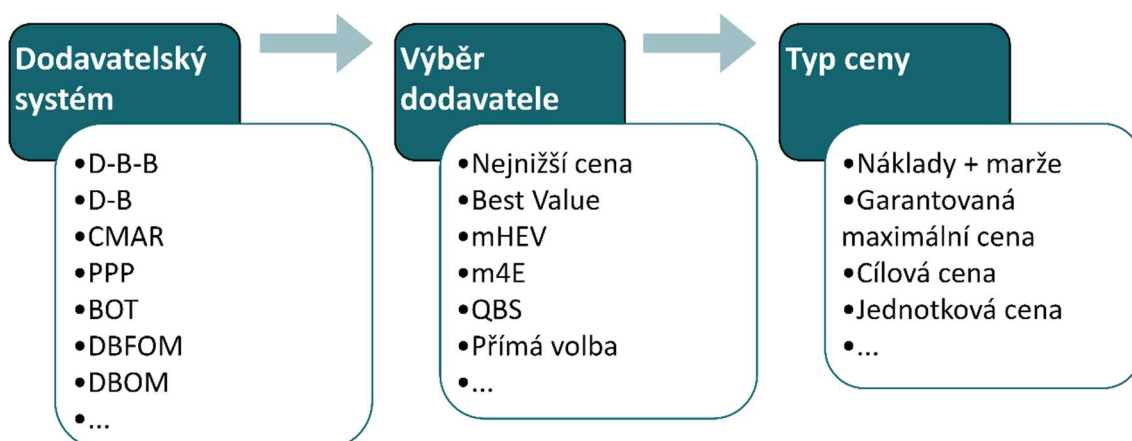 Dodavatelský
systém
•D-B-B
•D-B
•CMAR
•PPP
•BOT
•DBFOM
•DBOM
•...
Výběr
dodavatele
•Nejnižší cena
•Best Value
•mHEV
•m4E
•QBS
•Přímá volba
•...
Typ ceny
•Náklady + marže
•Garantovaná
maximální cena
•Cílová cena
•Jednotková cena
•...